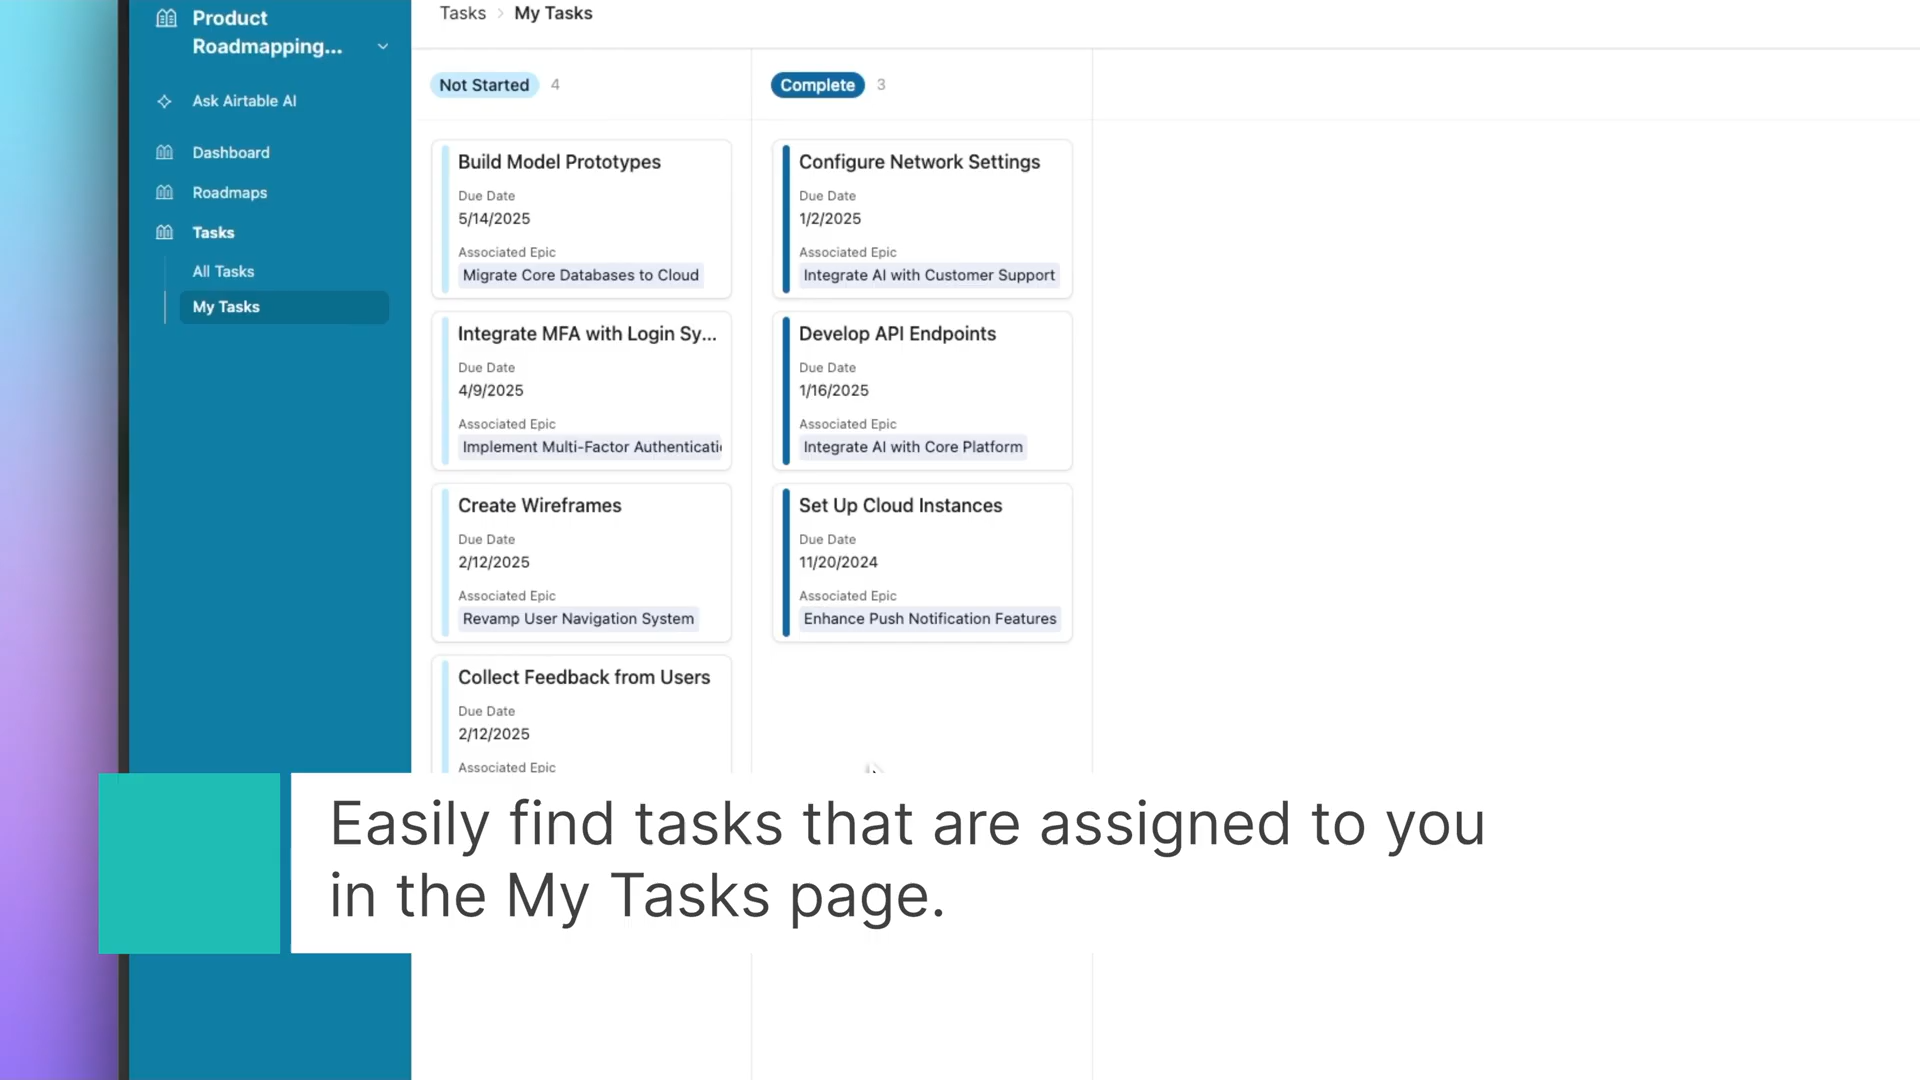 Product
Roadmapping...
Ask Airtable AI
Dashboard
Roadmaps
Tasks
All Tasks
My Tasks
Tasks > My Tasks
Not Started 4
Build Model Prototypes
Due Date
5/14/2025
Associated Epic
Migrate Core Databases to Cloud
Integrate MFA with Login Sy...
Due Date
4/9/2025
Associated Epic
Implement Multi-Factor Authenticati
Create Wireframes
Due Date
2/12/2025
Associated Epic
Revamp User Navigation System
Collect Feedback from Users
Due Date
2/12/2025
Associated Epic
Complete 3
Configure Network Settings
Due Date
1/2/2025
Associated Epic
Integrate AI with Customer Support
Develop API Endpoints
Due Date
1/16/2025
Associated Epic
Integrate AI with Core Platform
Set Up Cloud Instances
Due Date
11/20/2024
Associated Epic
Enhance Push Notification Features
Easily find tasks that are assigned to you
in the My Tasks page.